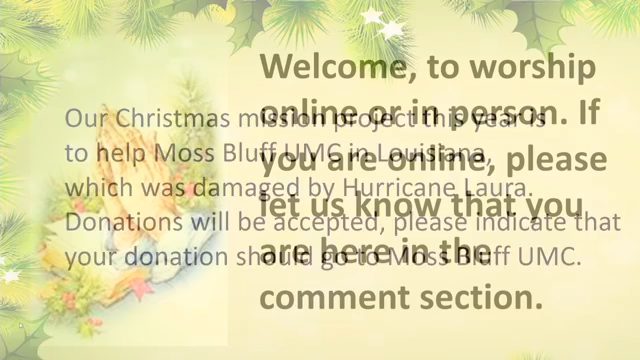 Welcome, to worship
online or in person. If
you are online, please
let us know that you
are here in the
comment section.
Our Christmas mission project this year is
to help Moss Bluff UMC in Louisiana,
which was damaged by Hurricane Laura.
Donations will be accepted, please indicate that
your donation should go to Moss Bluff UMC.